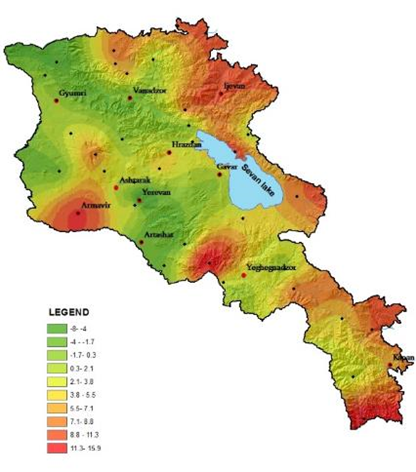 Ijevan
Vanadzor
Gyumri
Hrazdan
Gavar
Sevan lake
Ashtarak
Yerevan
Armavir
Artashat
Yeghegnadzor
Kapan
LEGEND
-8- -4
-4 - -1.7
-1.7- 0.3
0.3- 2.1
2.1- 3.8
3.8 - 5.5
5.5- 7.1
7.1- 8.8
8.8 - 11.3
11.3- 15.9